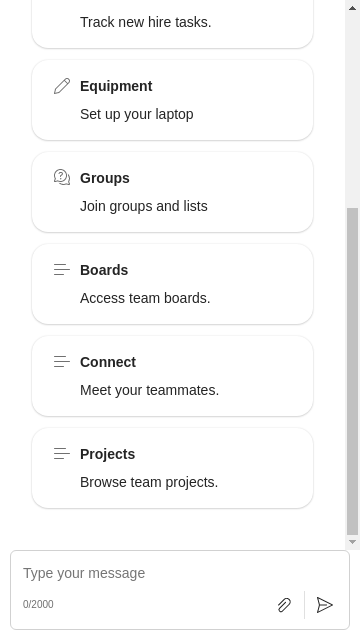 Track new hire tasks.
Equipment
Set up your laptop
Groups
Join groups and lists
Boards
Access team boards.
Connect
Meet your teammates.
Projects
Browse team projects.
Type your message
0/2000